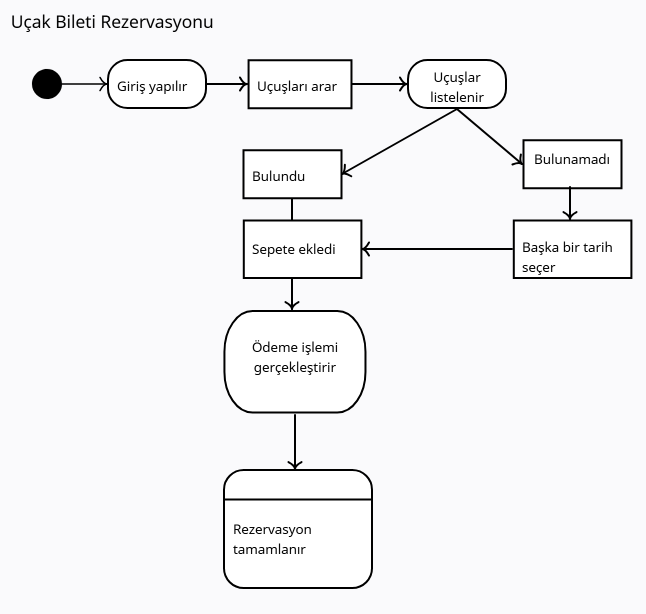 Uçak Bileti Rezervasyonu
Giriş yapılır
Uçuşları arar
Uçuşlar
listelenir
Bulundu
Bulunamadı
Sepete ekledi
Başka bir tarih
seçer
Ödeme işlemi
gerçekleştirir
Rezervasyon
tamamlanır